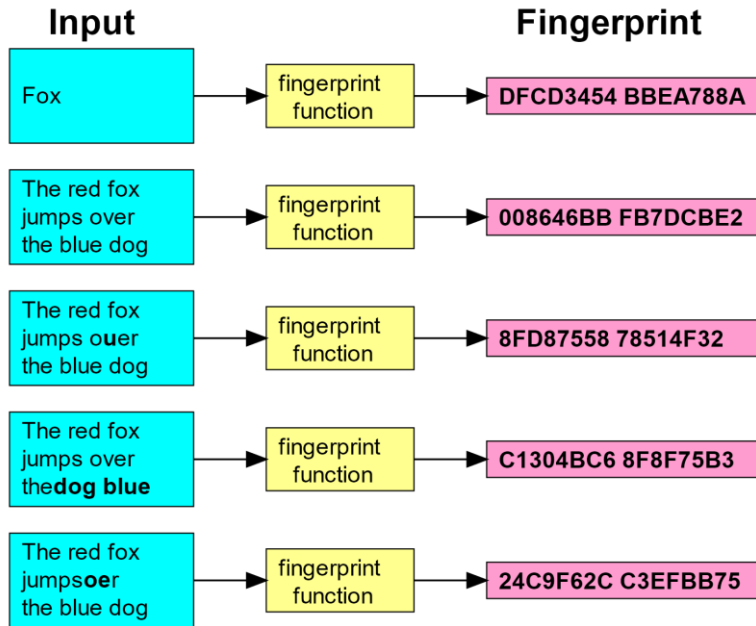 Input
Fingerprint
Fox
fingerprint
function
DFCD3454 BBEA788A
The red fox
jumps over
the blue dog
fingerprint
function
008646BB FB7DCBE2
The red fox
jumps ouer
the blue dog
fingerprint
function
8FD87558 78514F32
The red fox
jumps over
thedog blue
fingerprint
function
C1304BC6 8F8F75B3
The red fox
jumpsoer
the blue dog
fingerprint
function
24C9F62C C3EFBB75